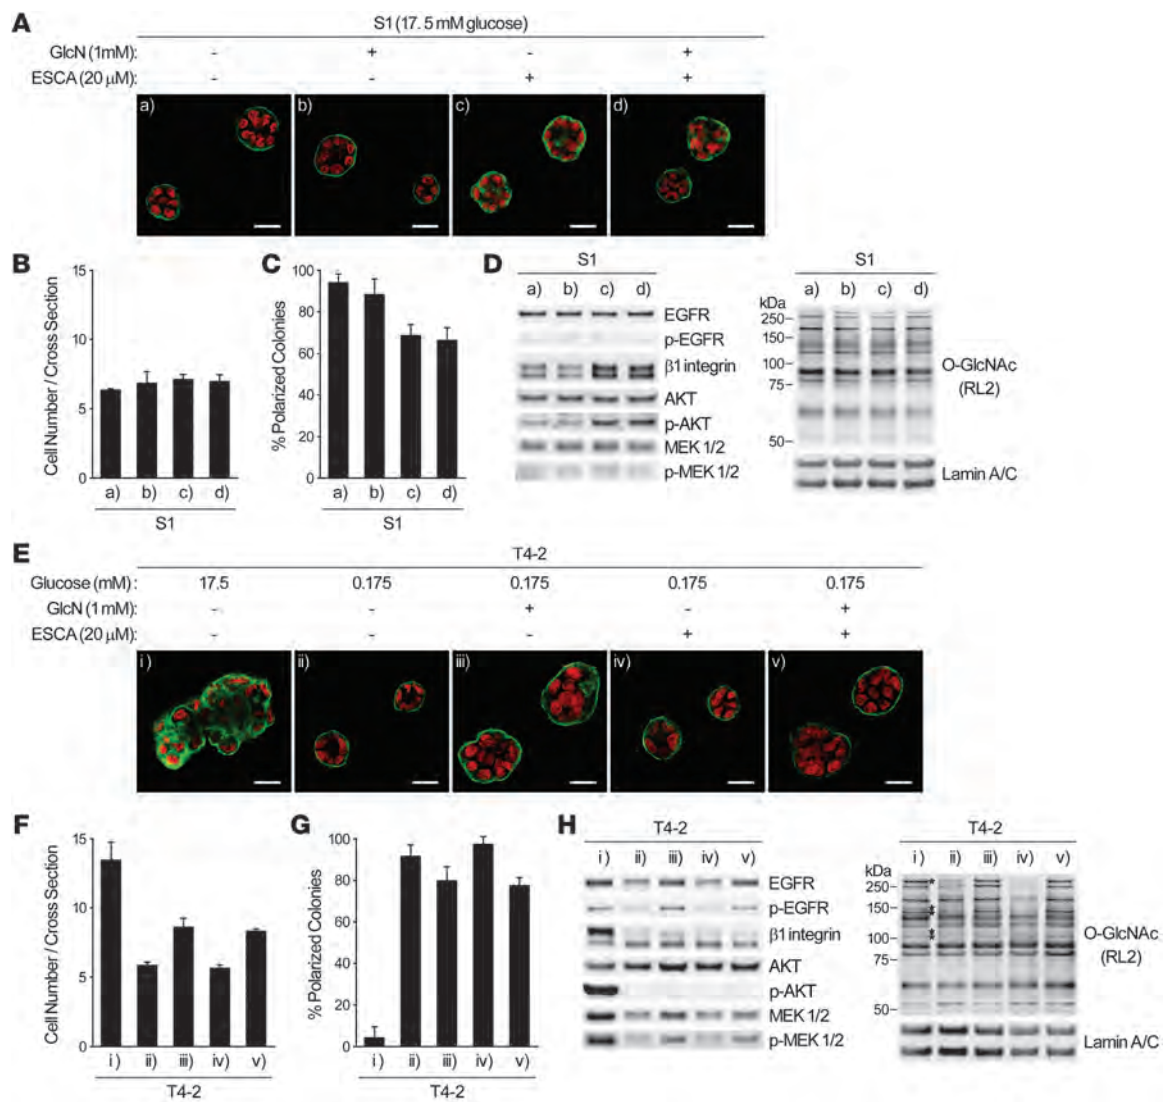 A
S1 (17.5 mM glucose)
GlcN (1mM): - + - +
ESCA (20 μM): - - + +
a) b) c) d)
B
Cell Number / Cross Section
15
10
5
0
a) b) c) d)
S1
C
% Polarized Colonies
100
80
60
40
20
0
a) b) c) d)
S1
D
S1
a) b) c) d)
EGFR
p-EGFR
β1 integrin
AKT
p-AKT
MEK 1/2
p-MEK 1/2
S1
kDa a) b) c) d)
250
150
100
75
50
O-GlcNAc
(RL2)
Lamin A/C
E
T4-2
Glucose (mM): 17.5 0.175 0.175 0.175 0.175
GlcN (1 mM): - - + - +
ESCA (20 μM): - - - + +
i) ii) iii) iv) v)
F
Cell Number / Cross Section
15
10
5
0
i) ii) iii) iv) v)
T4-2
G
% Polarized Colonies
100
80
60
40
20
0
i) ii) iii) iv) v)
T4-2
H
T4-2
i) ii) iii) iv) v)
EGFR
p-EGFR
β1 integrin
AKT
p-AKT
MEK 1/2
p-MEK 1/2
T4-2
kDa i) ii) iii) iv) v)
250
150
100
75
50
O-GlcNAc
(RL2)
Lamin A/C